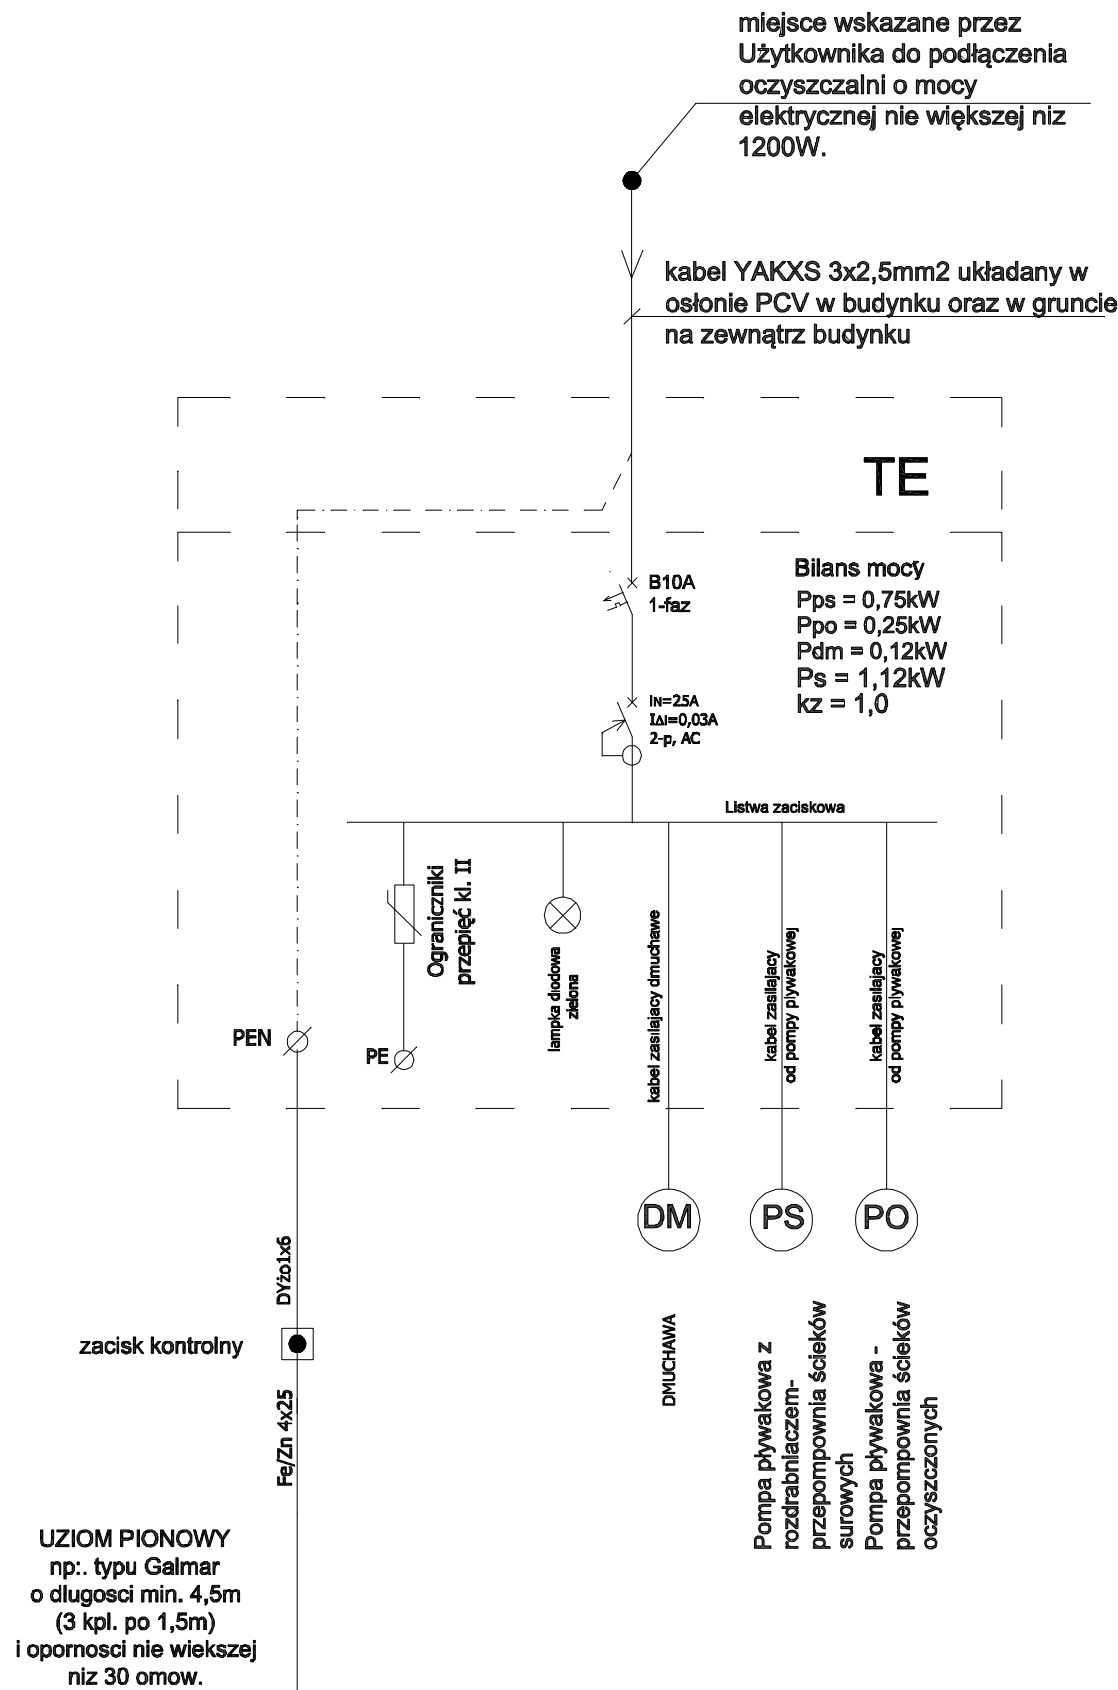 miejsce wskazane przez
Użytkownika do podłączenia
oczyszczalni o mocy
elektrycznej nie większej niz
1200W.
kabel YAKXS 3x2,5mm2 układany w
osłonie PCV w budynku oraz w gruncie
na zewnątrz budynku
TE
Bilans mocy
Pps = 0,75kW
Ppo = 0,25kW
Pdm = 0,12kW
Ps = 1,12kW
kz = 1,0
B10A
1-faz
IN=25A
IΔI=0,03A
2-p, AC
Listwa zaciskowa
Ograniczniki
przepięć kl. II
lampka diodowa
zielona
kabel zasilajacy dmuchawe
kabel zasilajacy
od pompy plywakowej
kabel zasilajacy
od pompy plywakowej
PEN
PE
DM
PS
PO
DYżo1x6
zacisk kontrolny
Fe/Zn 4x25
DMUCHAWA
Pompa pływakowa z
rozdrabniaczem-
przepompownia ścieków
surowych
Pompa pływakowa -
przepompownia ścieków
oczyszczonych
UZIOM PIONOWY
np:. typu Galmar
o dlugosci min. 4,5m
(3 kpl. po 1,5m)
i opornosci nie wiekszej
niz 30 omow.